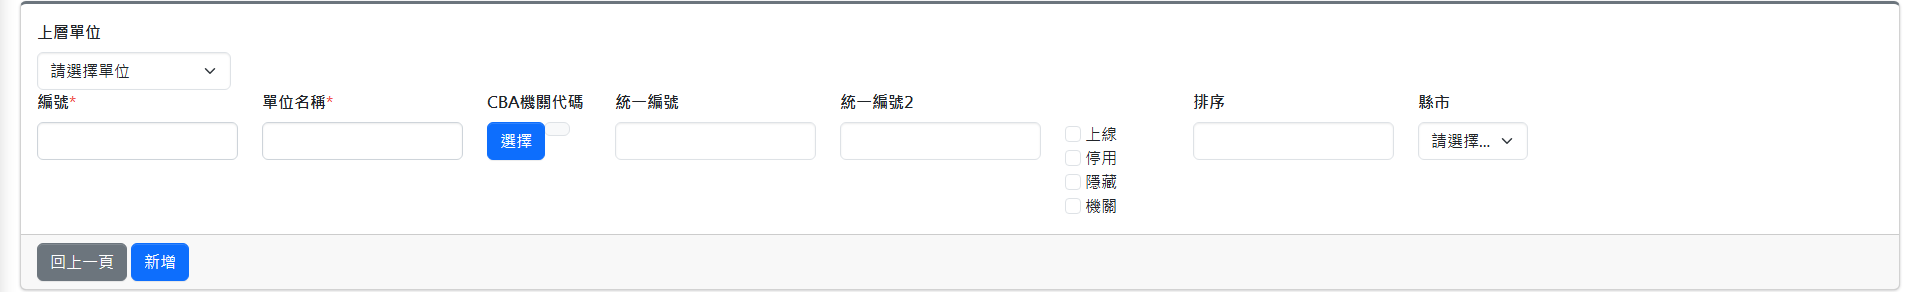 上層單位
請選擇單位
編號* 單位名稱* CBA機關代碼 統一編號 統一編號2 排序 縣市
選擇 請選擇...
上線
停用
隱藏
機關
回上一頁 新增